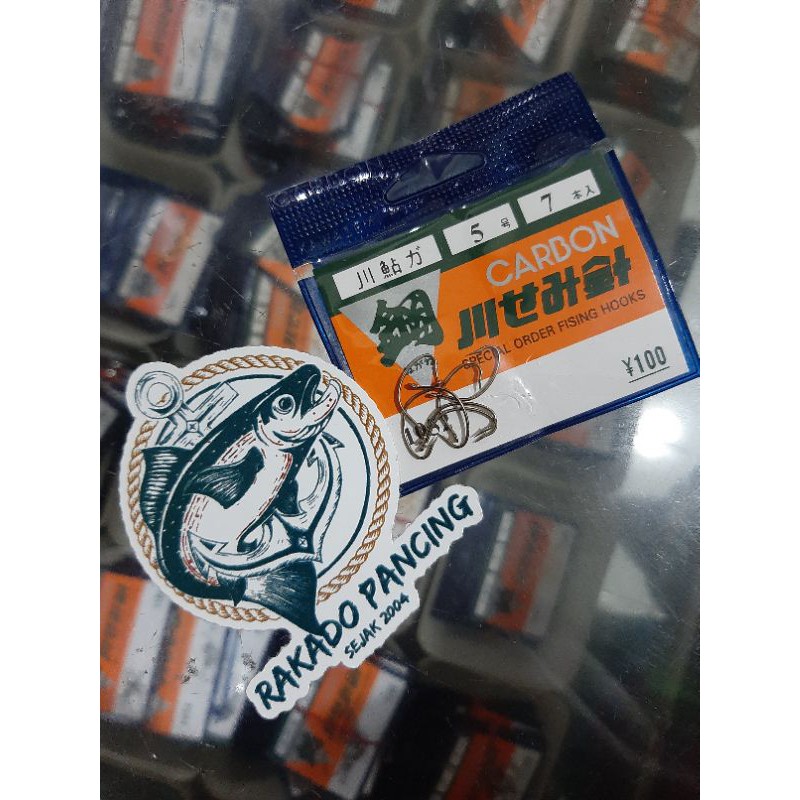 川鮎ガ 5号 7本入
CARBON
川せみ針
SPECIAL ORDER FISING HOOKS
¥100
RAKADO PANCING
SEJAK 2004